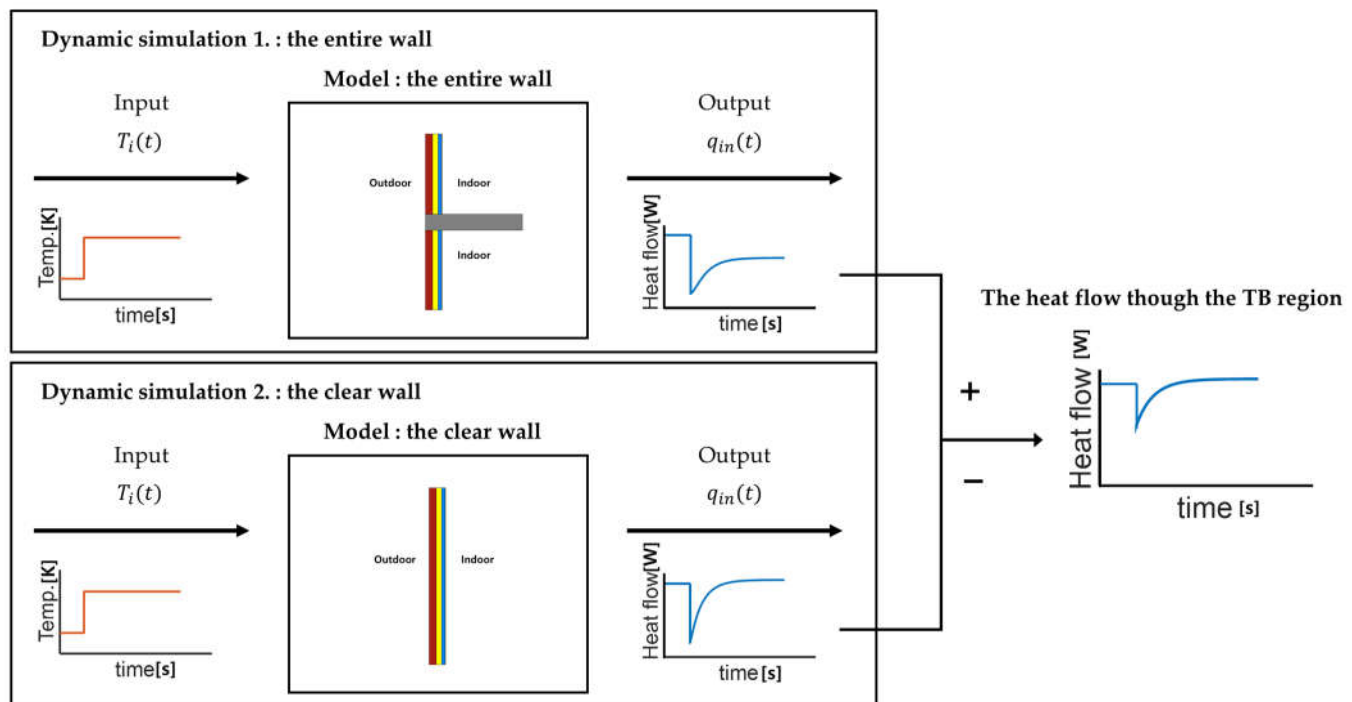 Dynamic simulation 1. : the entire wall
Model : the entire wall
Input
Output
T_i(t)
q_in(t)
Outdoor
Indoor
Indoor
Temp.[K]
time[s]
Heat flow[W]
time [s]
Dynamic simulation 2. : the clear wall
Model : the clear wall
Input
Output
T_i(t)
q_in(t)
Outdoor
Indoor
Temp.[K]
time[s]
Heat flow[W]
time [s]
The heat flow though the TB region
+
−
Heat flow [W]
time [s]